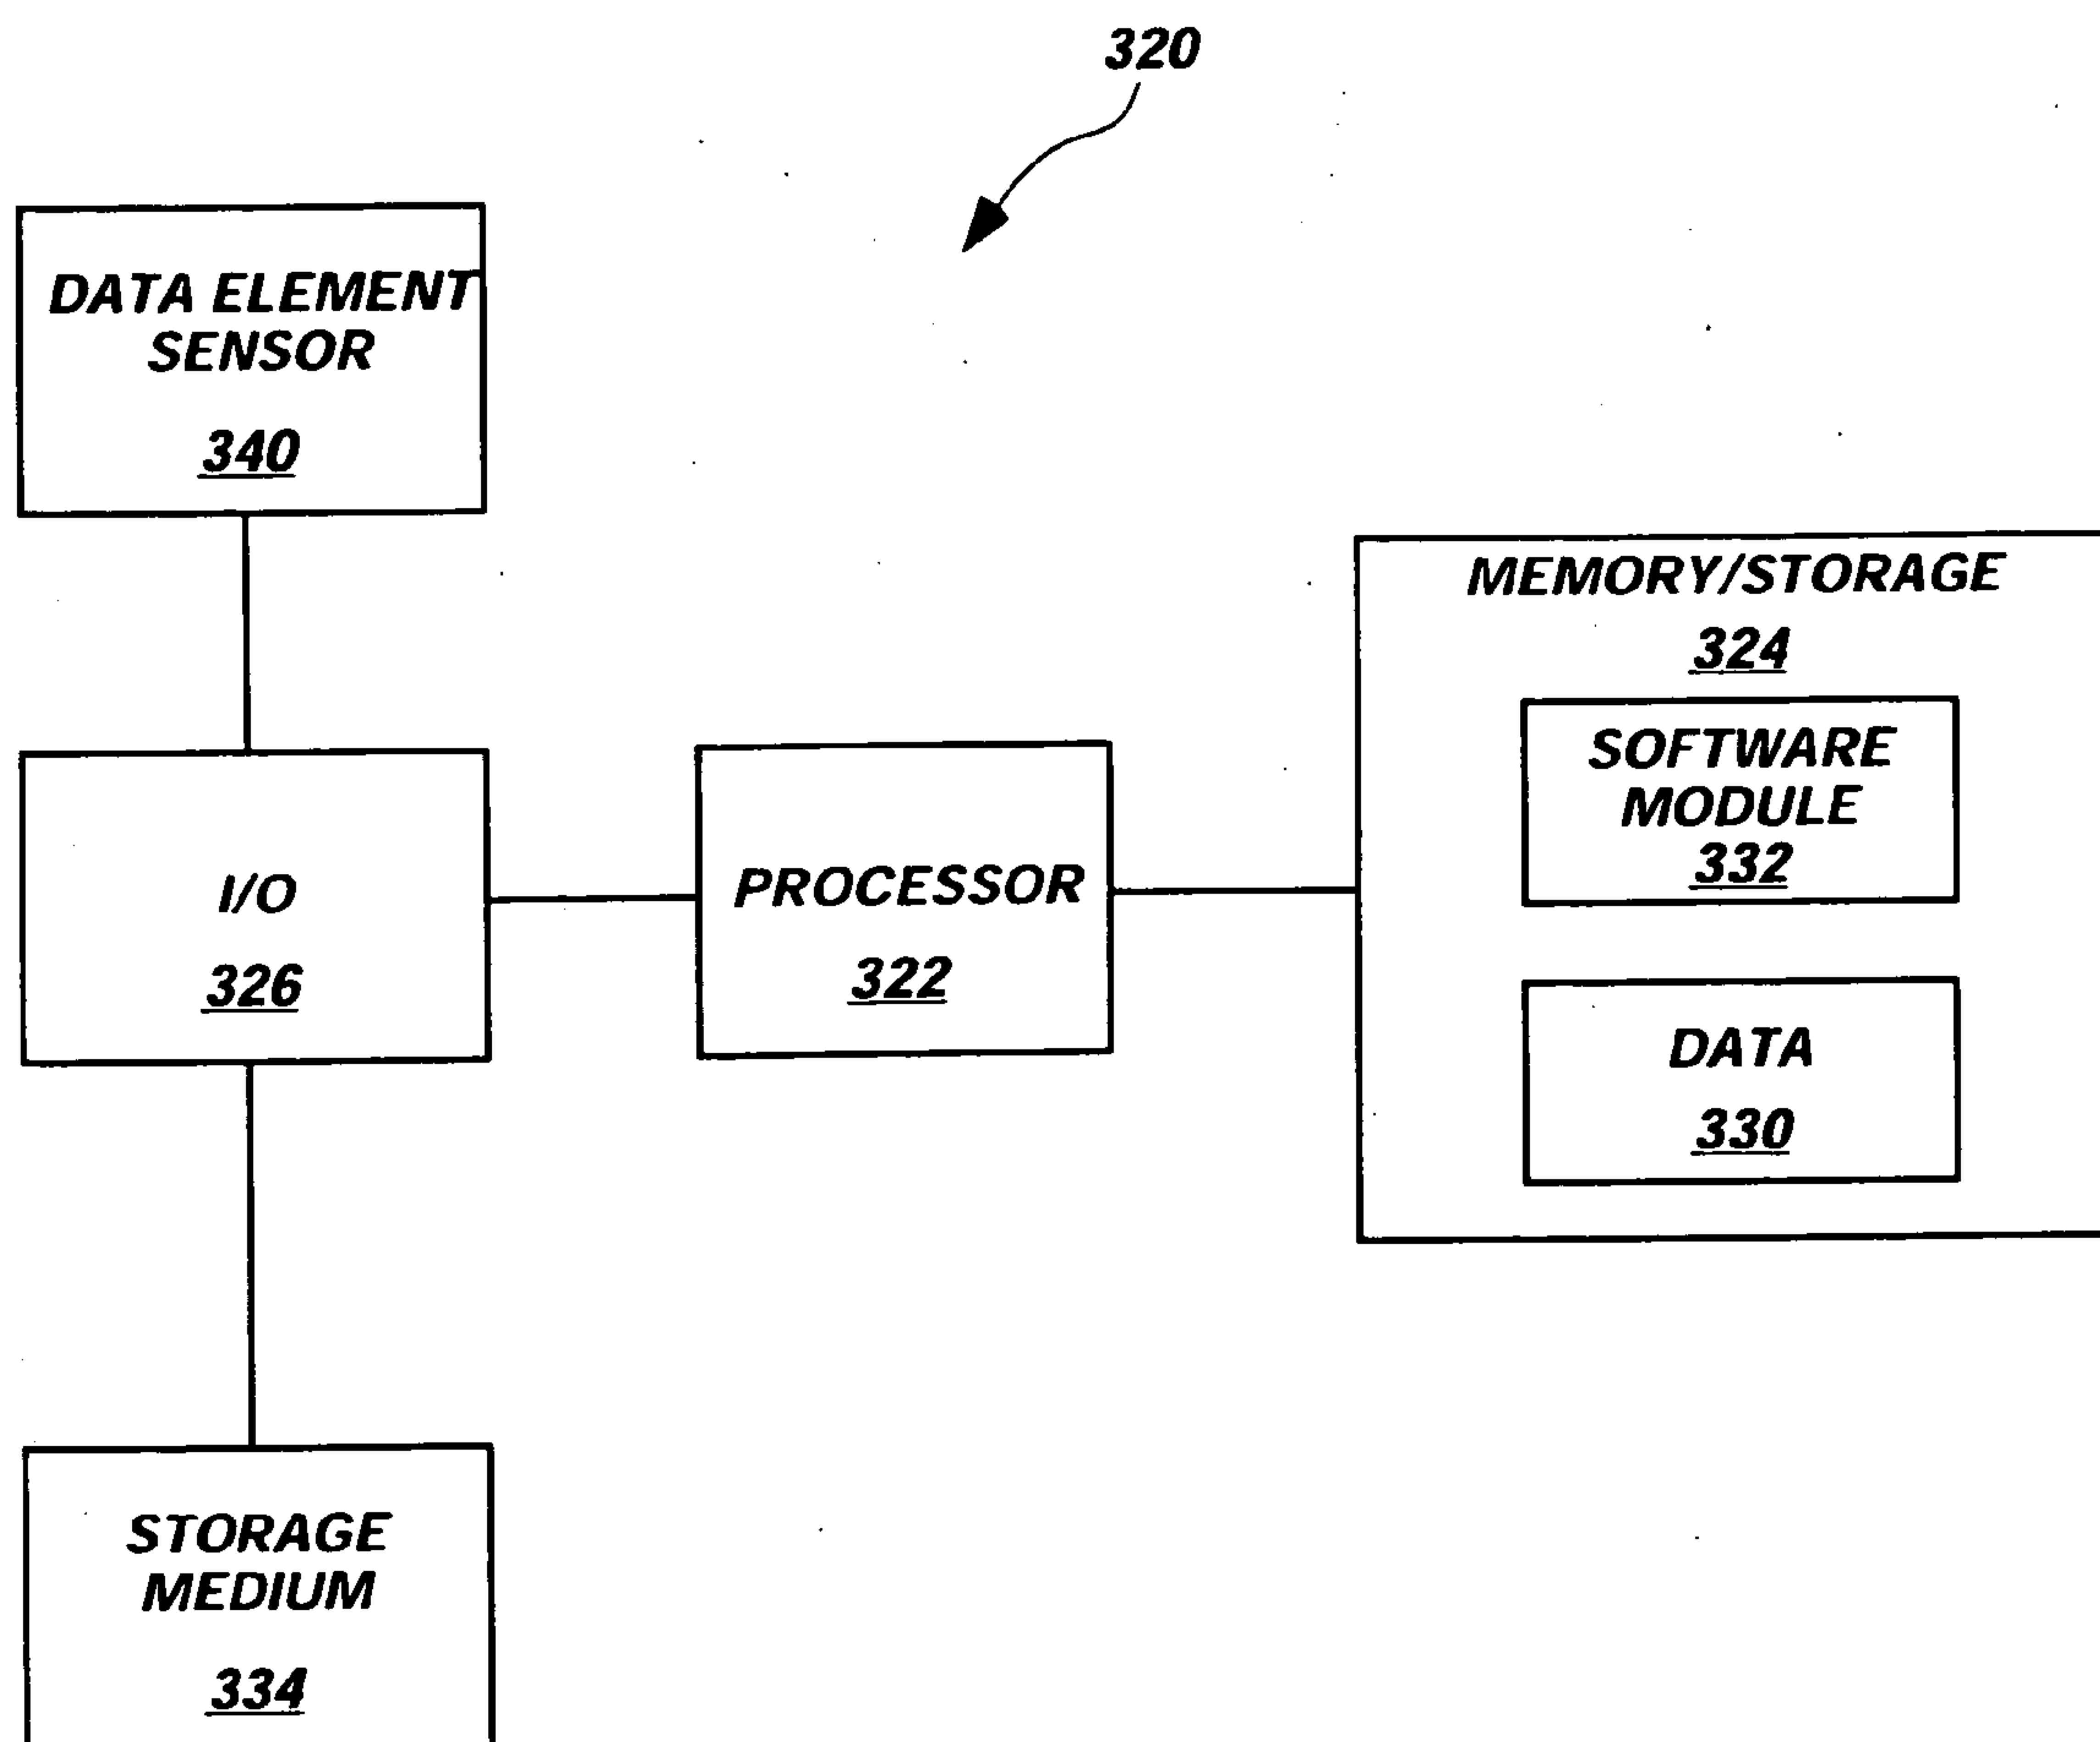 320
DATA ELEMENT
SENSOR
340
MEMORY/STORAGE
324
SOFTWARE
MODULE
332
I/O
326
PROCESSOR
322
DATA
330
STORAGE
MEDIUM
334